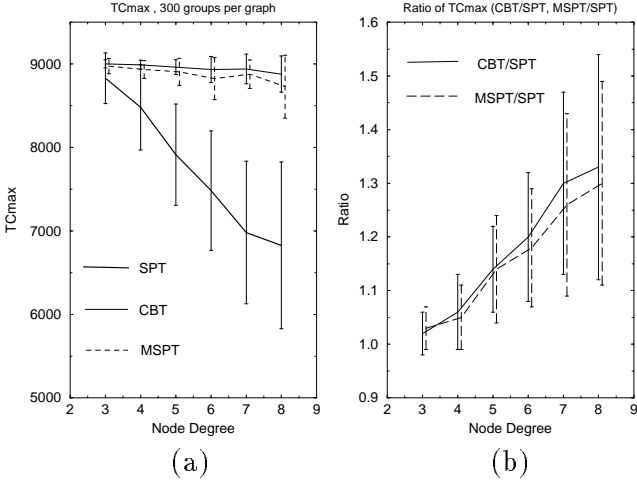 TCmax , 300 groups per graph
9000
8000
7000
6000
5000
TCmax
SPT
CBT
MSPT
2 3 4 5 6 7 8 9
Node Degree
(a)
Ratio of TCmax (CBT/SPT, MSPT/SPT)
1.6
1.5
1.4
1.3
1.2
1.1
1.0
0.9
Ratio
CBT/SPT
MSPT/SPT
2 3 4 5 6 7 8 9
Node Degree
(b)